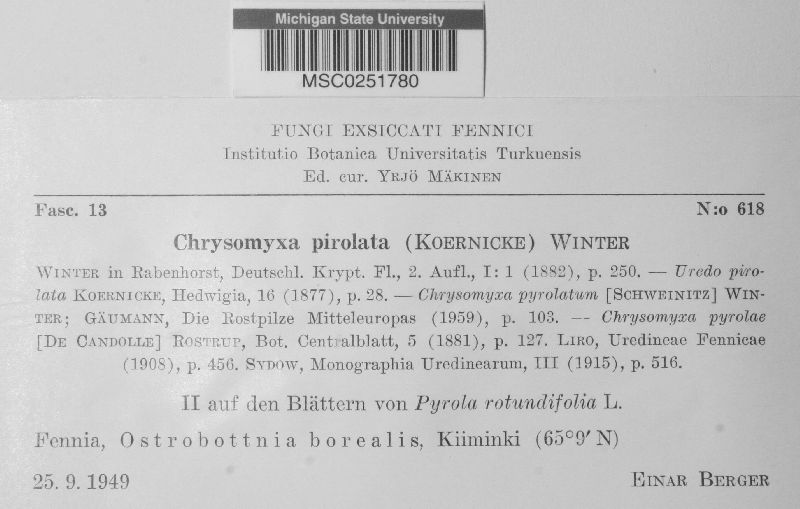 Michigan State University
MSC0251780
FUNGI EXSICCATI FENNICI
Institutio Botanica Universitatis Turkuensis
Ed. cur. YRJÖ MÄKINEN
Fasc. 13 N:o 618
Chrysomyxa pirolata (KOERNICKE) WINTER
WINTER in Rabenhorst, Deutschl. Krypt. Fl., 2. Aufl., I: 1 (1882), p. 250. — Uredo piro-
lata KOERNICKE, Hedwigia, 16 (1877), p. 28. — Chrysomyxa pyrolatum [SCHWEINITZ] WIN-
TER; GÄUMANN, Die Rostpilze Mitteleuropas (1959), p. 103. — Chrysomyxa pyrolae
[DE CANDOLLE] ROSTRUP, Bot. Centralblatt, 5 (1881), p. 127. LIRO, Uredineae Fennicae
(1908), p. 456. SYDOW, Monographia Uredinearum, III (1915), p. 516.
II auf den Blättern von Pyrola rotundifolia L.
Fennia, Ostrobottnia borealis, Kiiminki (65°9′ N)
25. 9. 1949 EINAR BERGER